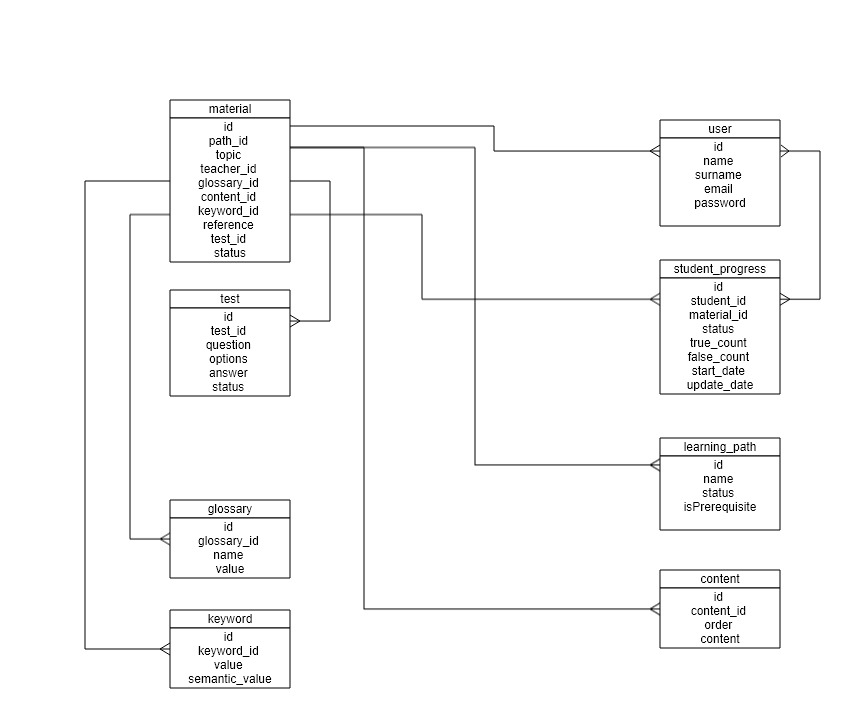 material
id
path_id
topic
teacher_id
glossary_id
content_id
keyword_id
reference
test_id
status
test
id
test_id
question
options
answer
status
glossary
id
glossary_id
name
value
keyword
id
keyword_id
value
semantic_value
user
id
name
surname
email
password
student_progress
id
student_id
material_id
status
true_count
false_count
start_date
update_date
learning_path
id
name
status
isPrerequisite
content
id
content_id
order
content